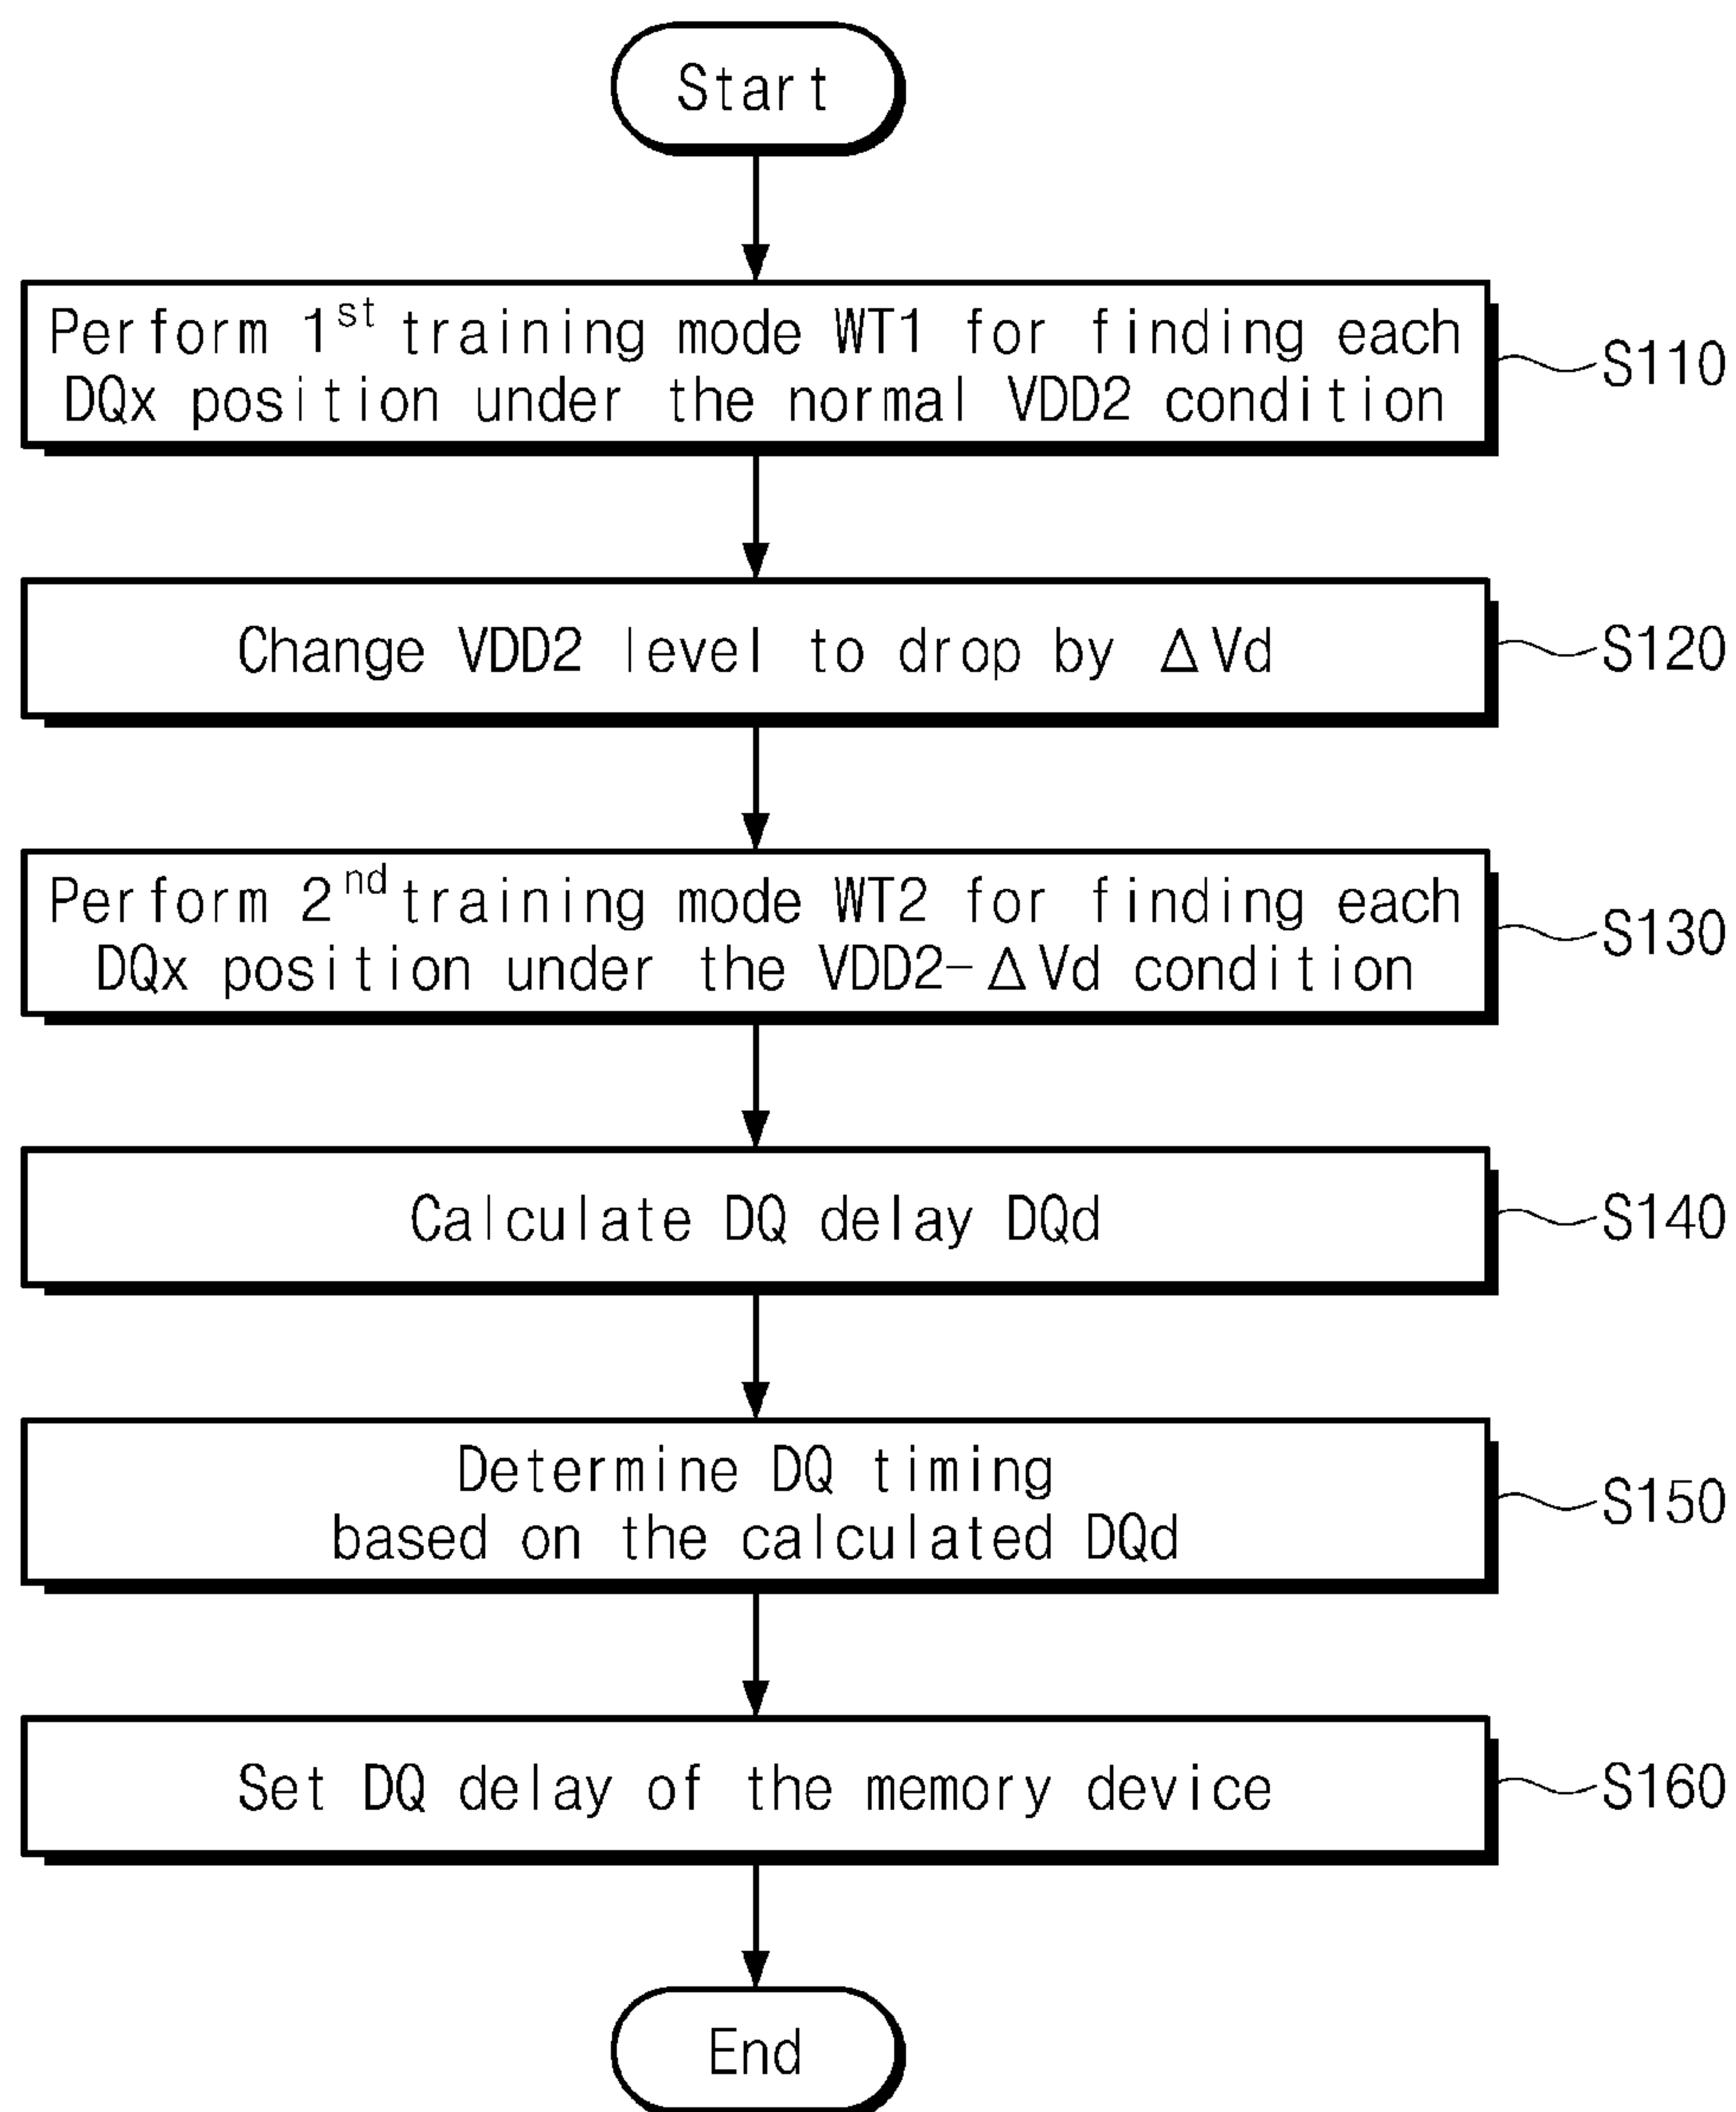 Start
Perform 1st training mode WT1 for finding each
DQx position under the normal VDD2 condition
S110
Change VDD2 level to drop by ΔVd
S120
Perform 2nd training mode WT2 for finding each
DQx position under the VDD2-ΔVd condition
S130
Calculate DQ delay DQd
S140
Determine DQ timing
based on the calculated DQd
S150
Set DQ delay of the memory device
S160
End